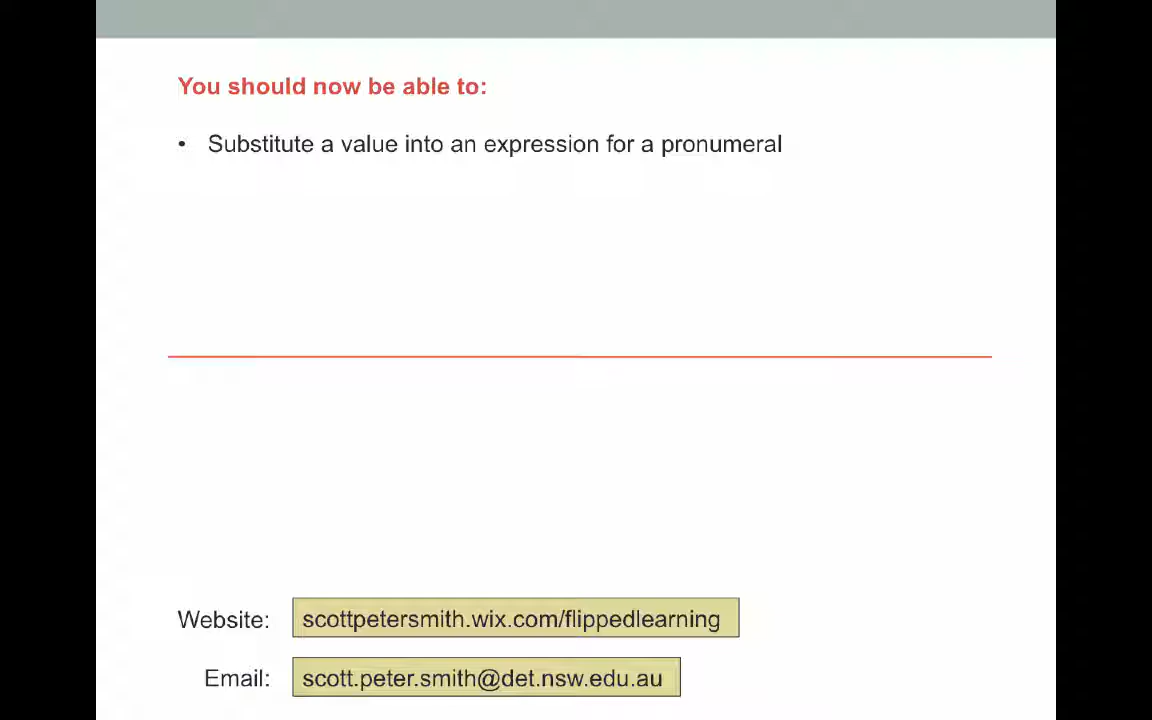 You should now be able to:
• Substitute a value into an expression for a pronumeral
Website: scottpetersmith.wix.com/flippedlearning
Email: scott.peter.smith@det.nsw.edu.au